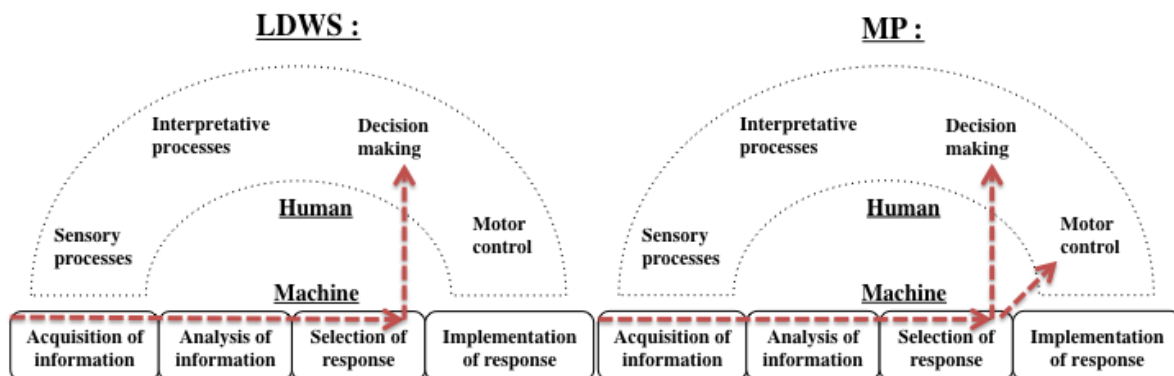 LDWS :
Interpretative
processes
Decision
making
Human
Sensory
processes
Motor
control
Machine
Acquisition of
information
Analysis of
information
Selection of
response
Implementation
of response
MP :
Interpretative
processes
Decision
making
Human
Sensory
processes
Motor
control
Machine
Acquisition of
information
Analysis of
information
Selection of
response
Implementation
of response